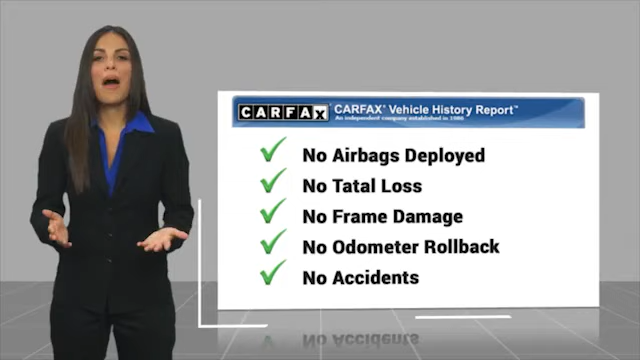 CARFAX CARFAX® Vehicle History Report™
An independent company established in 1986
No Airbags Deployed
No Tatal Loss
No Frame Damage
No Odometer Rollback
No Accidents
No Accidents